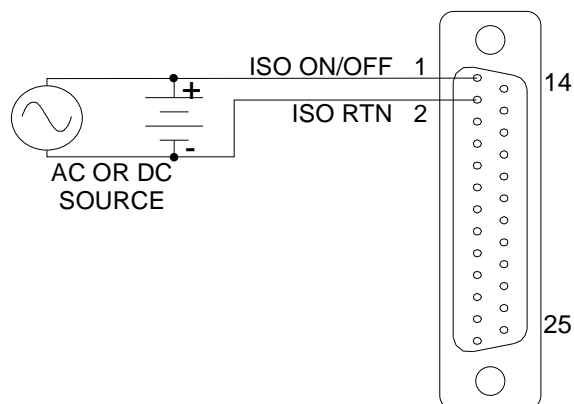 ISO ON/OFF 1
14
+
ISO RTN 2
-
AC OR DC
SOURCE
25